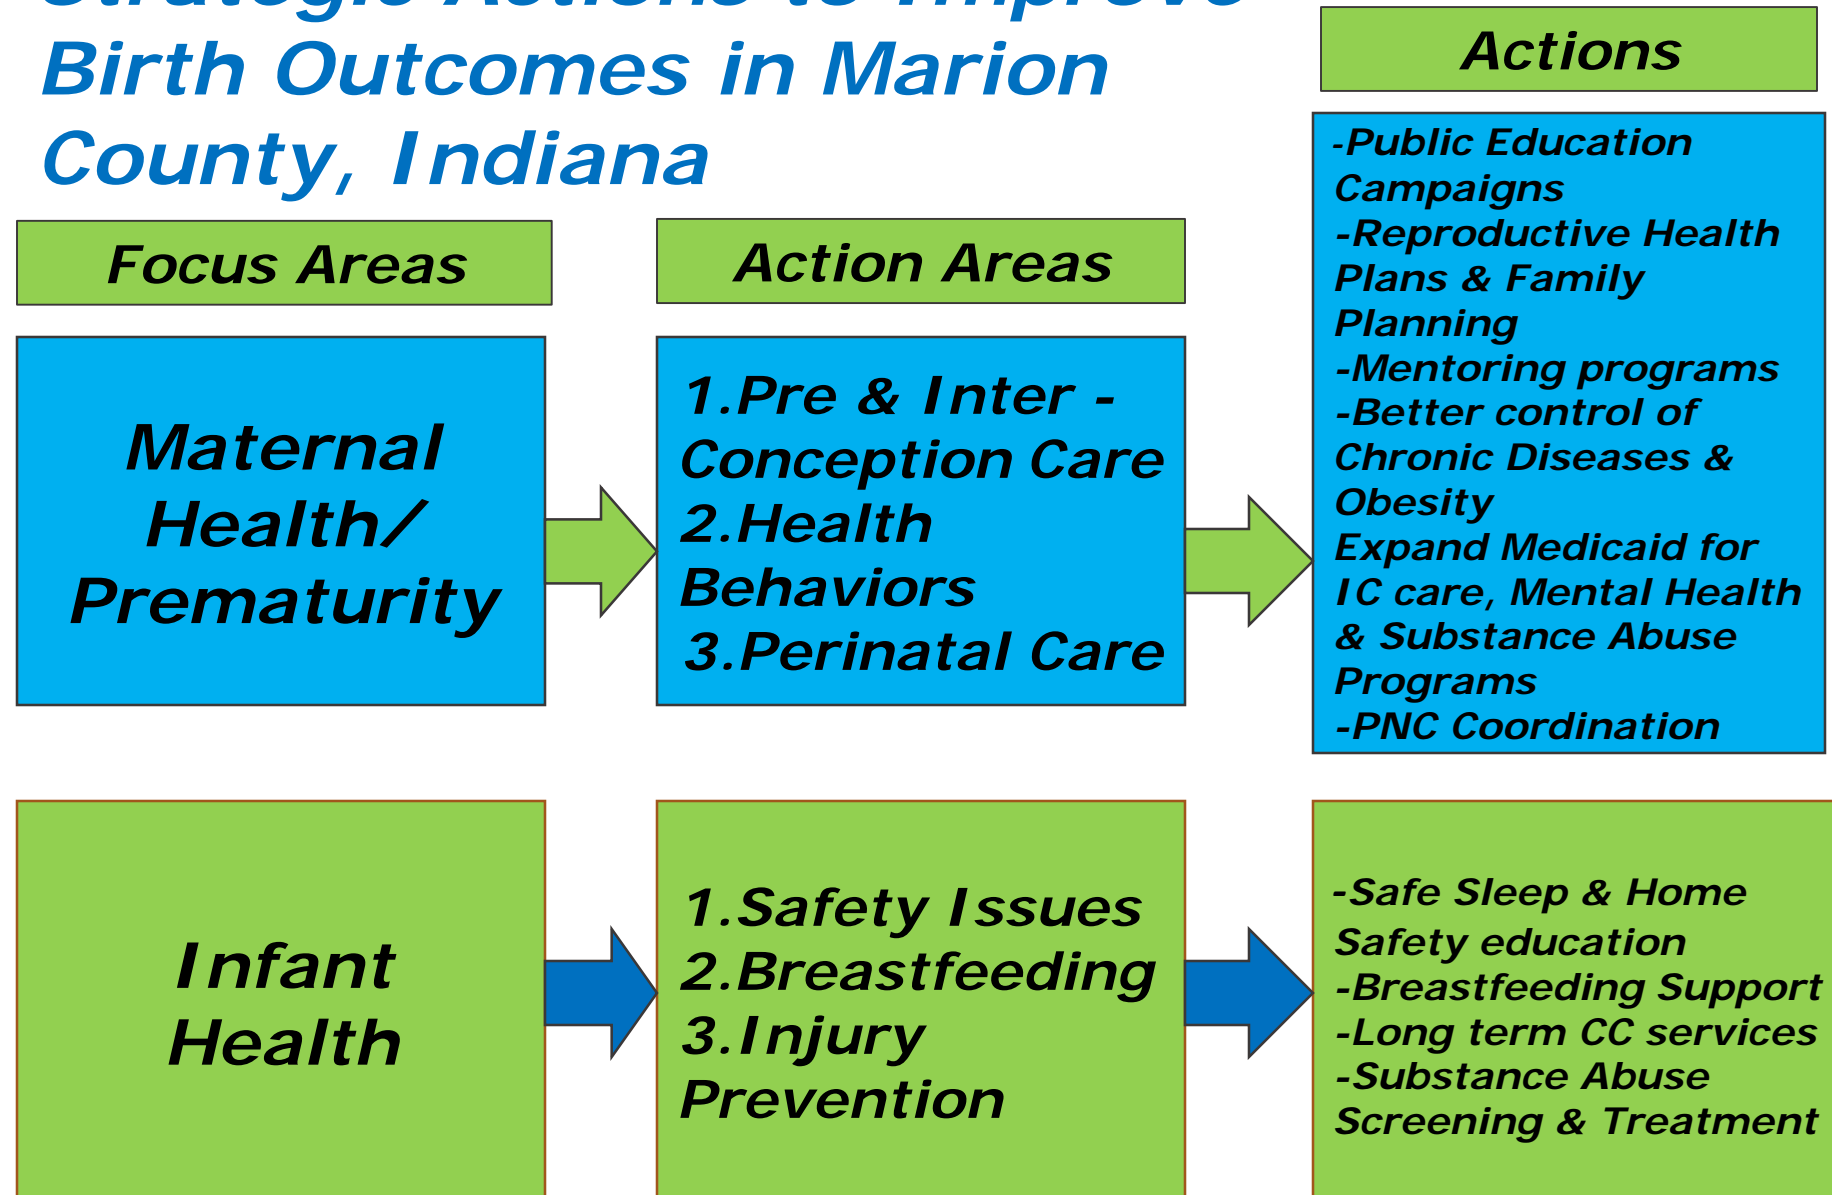 Strategic Actions to Improve
Birth Outcomes in Marion
County, Indiana
Actions
Focus Areas
Action Areas
Maternal
Health/
Prematurity
1.Pre & Inter -
Conception Care
2.Health
Behaviors
3.Perinatal Care
-Public Education
Campaigns
-Reproductive Health
Plans & Family
Planning
-Mentoring programs
-Better control of
Chronic Diseases &
Obesity
Expand Medicaid for
IC care, Mental Health
& Substance Abuse
Programs
-PNC Coordination
Infant
Health
1.Safety Issues
2.Breastfeeding
3.Injury
Prevention
-Safe Sleep & Home
Safety education
-Breastfeeding Support
-Long term CC services
-Substance Abuse
Screening & Treatment